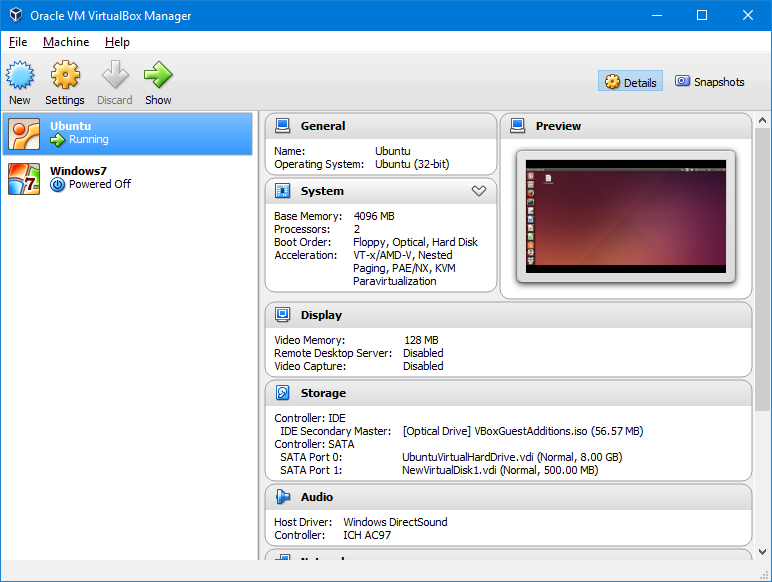 Oracle VM VirtualBox Manager
File Machine Help
New Settings Discard Show
Details Snapshots
Ubuntu
Running
Windows7
Powered Off
General
Name: Ubuntu
Operating System: Ubuntu (32-bit)
System
Base Memory: 4096 MB
Processors: 2
Boot Order: Floppy, Optical, Hard Disk
Acceleration: VT-x/AMD-V, Nested
Paging, PAE/NX, KVM
Paravirtualization
Preview
Display
Video Memory: 128 MB
Remote Desktop Server: Disabled
Video Capture: Disabled
Storage
Controller: IDE
IDE Secondary Master: [Optical Drive] VBoxGuestAdditions.iso (56.57 MB)
Controller: SATA
SATA Port 0: UbuntuVirtualHardDrive.vdi (Normal, 8.00 GB)
SATA Port 1: NewVirtualDisk1.vdi (Normal, 500.00 MB)
Audio
Host Driver: Windows DirectSound
Controller: ICH AC97